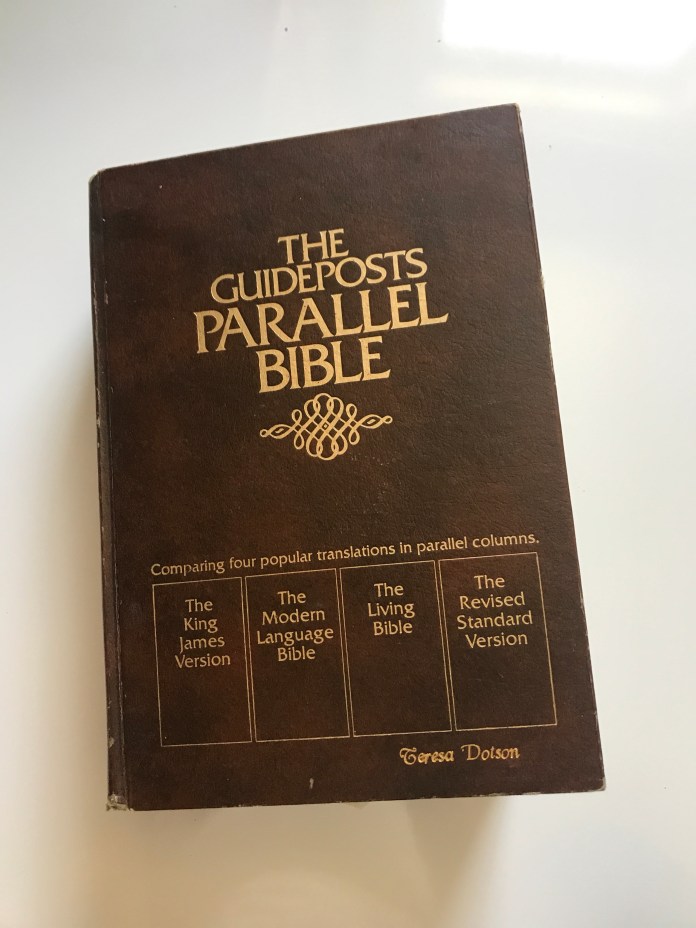 THE
GUIDEPOSTS
PARALLEL
BIBLE
Comparing four popular translations in parallel columns.
The
King
James
Version
The
Modern
Language
Bible
The
Living
Bible
The
Revised
Standard
Version
Teresa Dotson